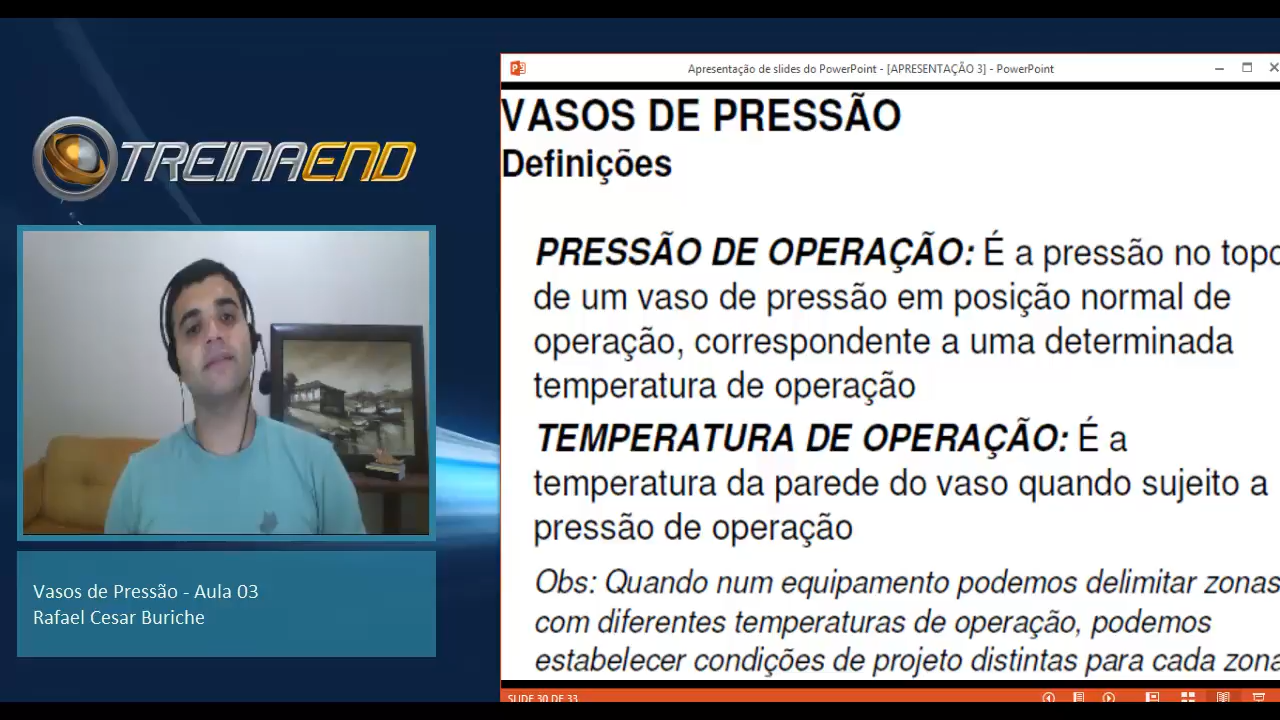 Apresentação de slides do PowerPoint - [APRESENTAÇÃO 3] - PowerPoint
TREINAEND
VASOS DE PRESSÃO
Definições
PRESSÃO DE OPERAÇÃO: É a pressão no topo
de um vaso de pressão em posição normal de
operação, correspondente a uma determinada
temperatura de operação
TEMPERATURA DE OPERAÇÃO: É a
temperatura da parede do vaso quando sujeito a
pressão de operação
Obs: Quando num equipamento podemos delimitar zonas
com diferentes temperaturas de operação, podemos
estabelecer condições de projeto distintas para cada zona
Vasos de Pressão - Aula 03
Rafael Cesar Buriche
SLIDE 30 DE 33